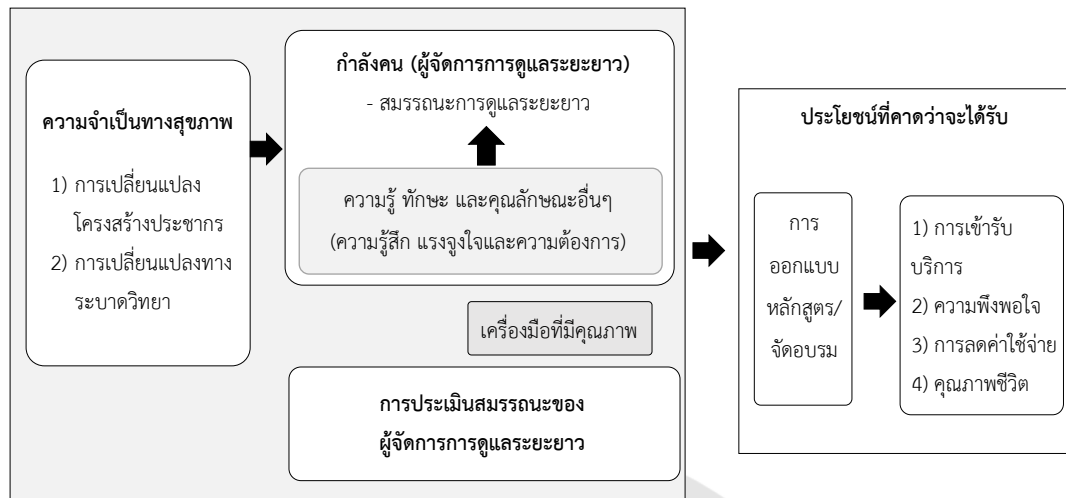 ความจำเป็นทางสุขภาพ
1) การเปลี่ยนแปลง
โครงสร้างประชากร
2) การเปลี่ยนแปลงทาง
ระบาดวิทยา
กำลังคน (ผู้จัดการการดูแลระยะยาว)
- สมรรถนะการดูแลระยะยาว
ความรู้ ทักษะ และคุณลักษณะอื่นๆ
(ความรู้สึก แรงจูงใจและความต้องการ)
เครื่องมือที่มีคุณภาพ
การประเมินสมรรถนะของ
ผู้จัดการการดูแลระยะยาว
ประโยชน์ที่คาดว่าจะได้รับ
การ
ออกแบบ
หลักสูตร/
จัดอบรม
1) การเข้ารับ
บริการ
2) ความพึงพอใจ
3) การลดค่าใช้จ่าย
4) คุณภาพชีวิต